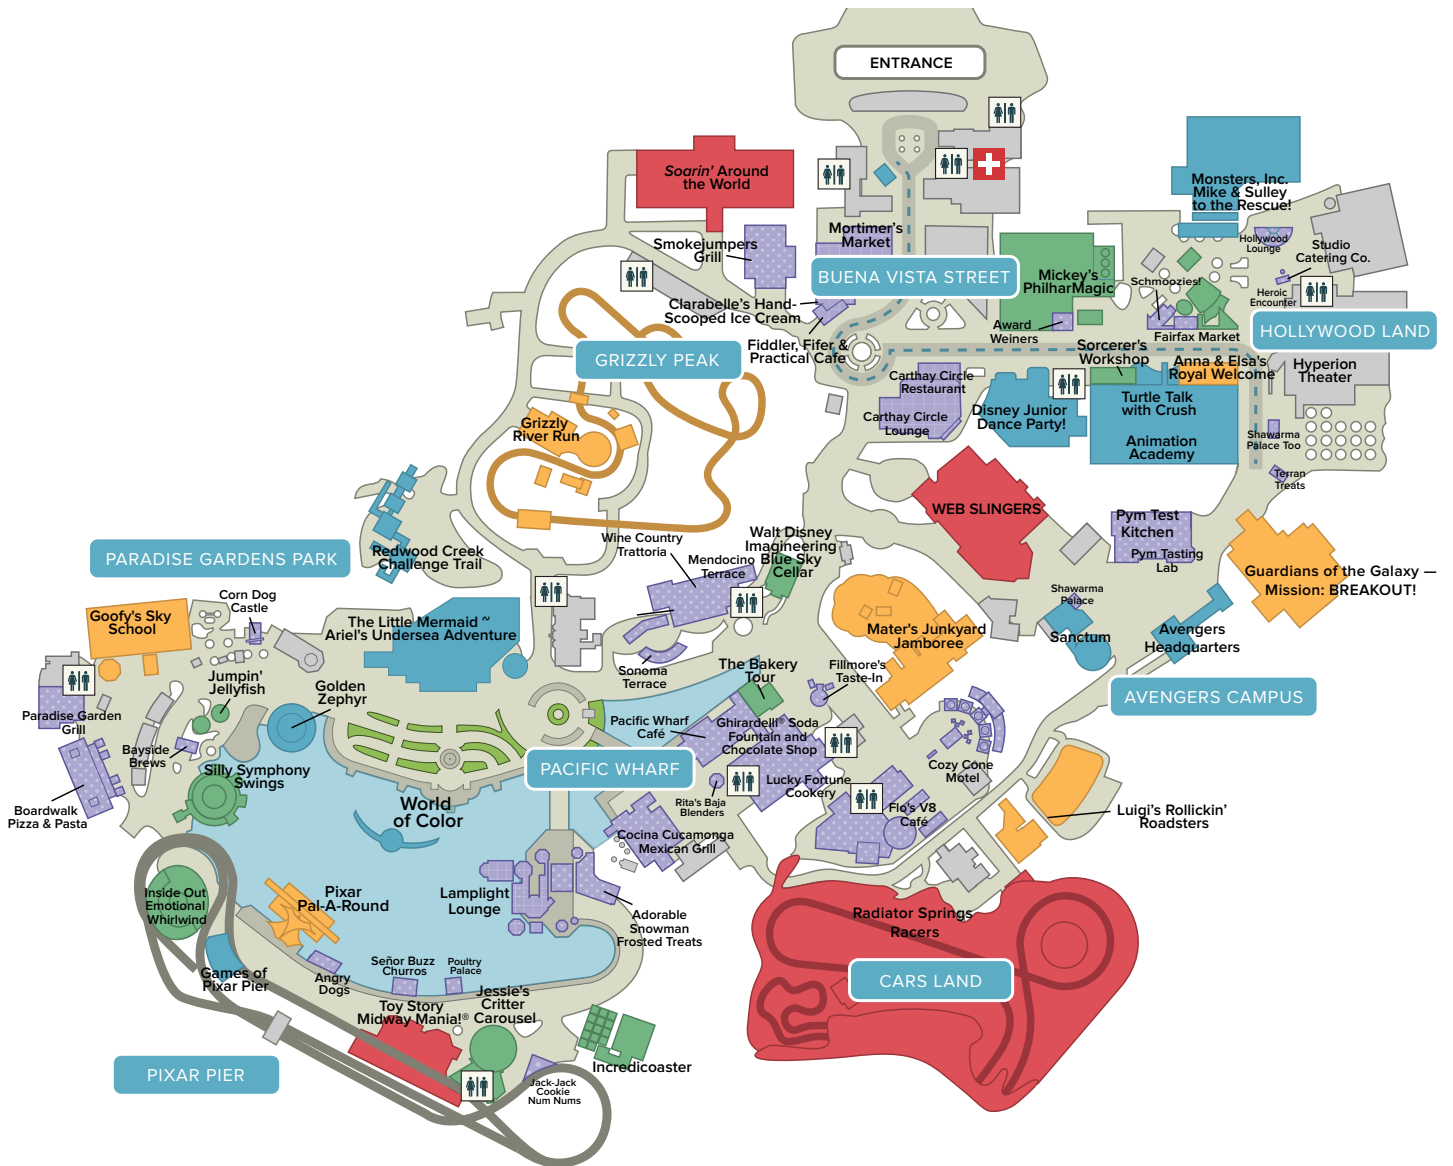 ENTRANCE
Soarin' Around
the World
Monsters, Inc.
Mike & Sulley
to the Rescue!
Smokejumpers
Grill
Mortimer's
Market
Hollywood
Lounge
Studio
Catering Co.
BUENA VISTA STREET
Mickey's
PhilharMagic
Schmoozies!
Heroic
Encounter
Clarabelle's Hand-
Scooped Ice Cream
Award
Weiners
Fairfax Market
HOLLYWOOD LAND
Fiddler, Fifer &
Practical Cafe
GRIZZLY PEAK
Sorcerer's
Workshop
Anna & Elsa's
Royal Welcome
Hyperion
Theater
Carthay Circle
Restaurant
Carthay Circle
Lounge
Disney Junior
Dance Party!
Turtle Talk
with Crush
Animation
Academy
Grizzly
River Run
Shawarma
Palace Too
Terran
Treats
WEB SLINGERS
Pym Test
Kitchen
Pym Tasting
Lab
Redwood Creek
Challenge Trail
PARADISE GARDENS PARK
Wine Country
Trattoria
Mendocino
Terrace
Walt Disney
Imagineering
Blue Sky
Cellar
Guardians of the Galaxy —
Mission: BREAKOUT!
Corn Dog
Castle
Goofy's Sky
School
The Little Mermaid ~
Ariel's Undersea Adventure
Shawarma
Palace
Sanctum
Avengers
Headquarters
Mater's Junkyard
Jamboree
Sonoma
Terrace
The Bakery
Tour
Fillmore's
Taste-In
Jumpin'
Jellyfish
Golden
Zephyr
AVENGERS CAMPUS
Paradise Garden
Grill
Pacific Wharf
Café
Ghirardelli® Soda
Fountain and
Chocolate Shop
Bayside
Brews
PACIFIC WHARF
Cozy Cone
Motel
Silly Symphony
Swings
Lucky Fortune
Cookery
Rita's Baja
Blenders
Boardwalk
Pizza & Pasta
World
of Color
Flo's V8
Café
Luigi's Rollickin'
Roadsters
Cocina Cucamonga
Mexican Grill
Inside Out
Emotional
Whirlwind
Pixar
Pal-A-Round
Lamplight
Lounge
Adorable
Snowman
Frosted Treats
Radiator Springs
Racers
Games of
Pixar Pier
Angry
Dogs
Señor Buzz
Churros
Poultry
Palace
CARS LAND
Toy Story
Midway Mania!®
Jessie's
Critter
Carousel
Incredicoaster
PIXAR PIER
Jack-Jack
Cookie
Num Nums